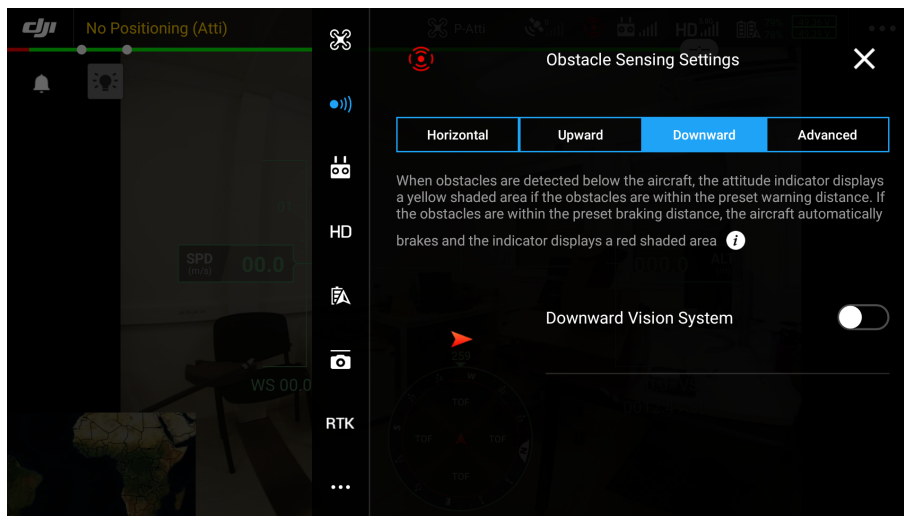 dji
No Positioning (Atti)
P-Atti
HD
Obstacle Sensing Settings
Horizontal
Upward
Downward
Advanced
When obstacles are detected below the aircraft, the attitude indicator displays
a yellow shaded area if the obstacles are within the preset warning distance. If
the obstacles are within the preset braking distance, the aircraft automatically
brakes and the indicator displays a red shaded area i
HD
SPD
(m/s)
00.0
Downward Vision System
259
WS 00.0
W
TOF
TOF
TOF
TOF
RTK